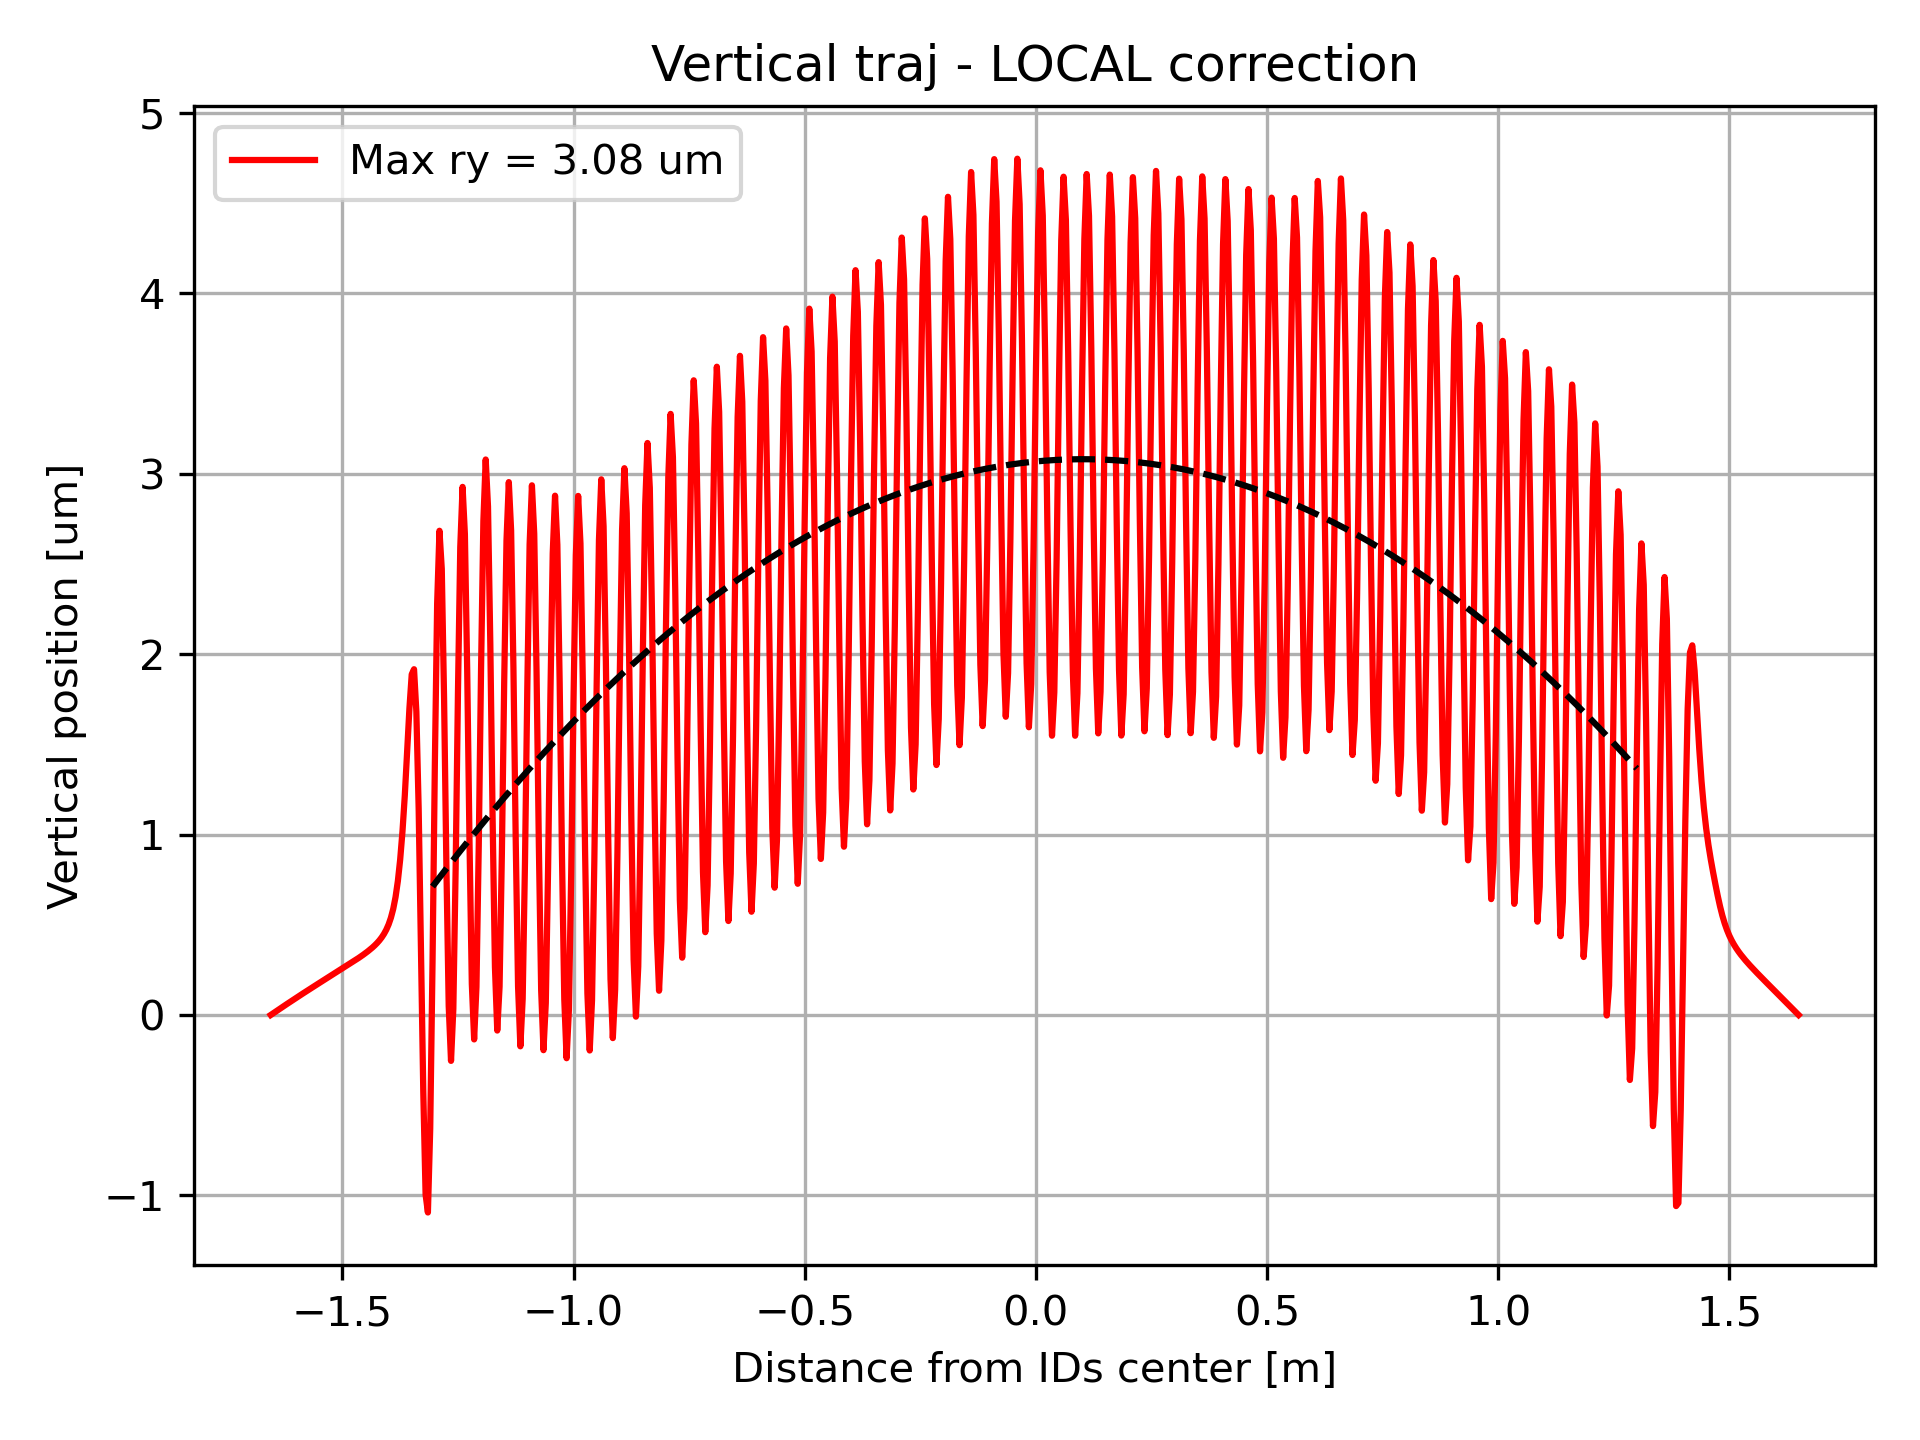 Vertical traj - LOCAL correction
Max ry = 3.08 um
5
4
3
2
1
0
−1
Vertical position [um]
−1.5 −1.0 −0.5 0.0 0.5 1.0 1.5
Distance from IDs center [m]